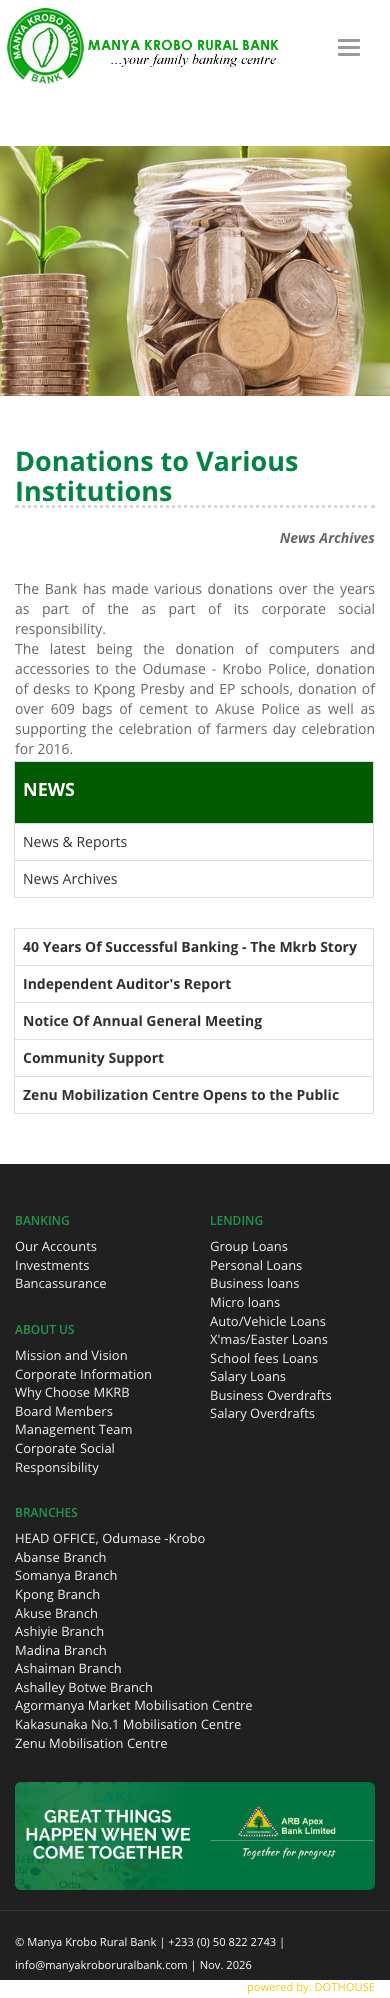 MANYA KROBO RURAL
BANK
MANYA KROBO RURAL BANK
...your family banking centre
Donations to Various
Institutions
News Archives
The Bank has made various donations over the years
as part of the as part of its corporate social
responsibility.
The latest being the donation of computers and
accessories to the Odumase - Krobo Police, donation
of desks to Kpong Presby and EP schools, donation of
over 609 bags of cement to Akuse Police as well as
supporting the celebration of farmers day celebration
for 2016.
NEWS
News & Reports
News Archives
40 Years Of Successful Banking - The Mkrb Story
Independent Auditor's Report
Notice Of Annual General Meeting
Community Support
Zenu Mobilization Centre Opens to the Public
BANKING
Our Accounts
Investments
Bancassurance
ABOUT US
Mission and Vision
Corporate Information
Why Choose MKRB
Board Members
Management Team
Corporate Social
Responsibility
LENDING
Group Loans
Personal Loans
Business loans
Micro loans
Auto/Vehicle Loans
X'mas/Easter Loans
School fees Loans
Salary Loans
Business Overdrafts
Salary Overdrafts
BRANCHES
HEAD OFFICE, Odumase -Krobo
Abanse Branch
Somanya Branch
Kpong Branch
Akuse Branch
Ashiyie Branch
Madina Branch
Ashaiman Branch
Ashalley Botwe Branch
Agormanya Market Mobilisation Centre
Kakasunaka No.1 Mobilisation Centre
Zenu Mobilisation Centre
GREAT THINGS
HAPPEN WHEN WE
COME TOGETHER
ARB Apex
Bank Limited
Together for progress
© Manya Krobo Rural Bank | +233 (0) 50 822 2743 |
info@manyakroboruralbank.com | Nov. 2026
powered by: DOTHOUSE